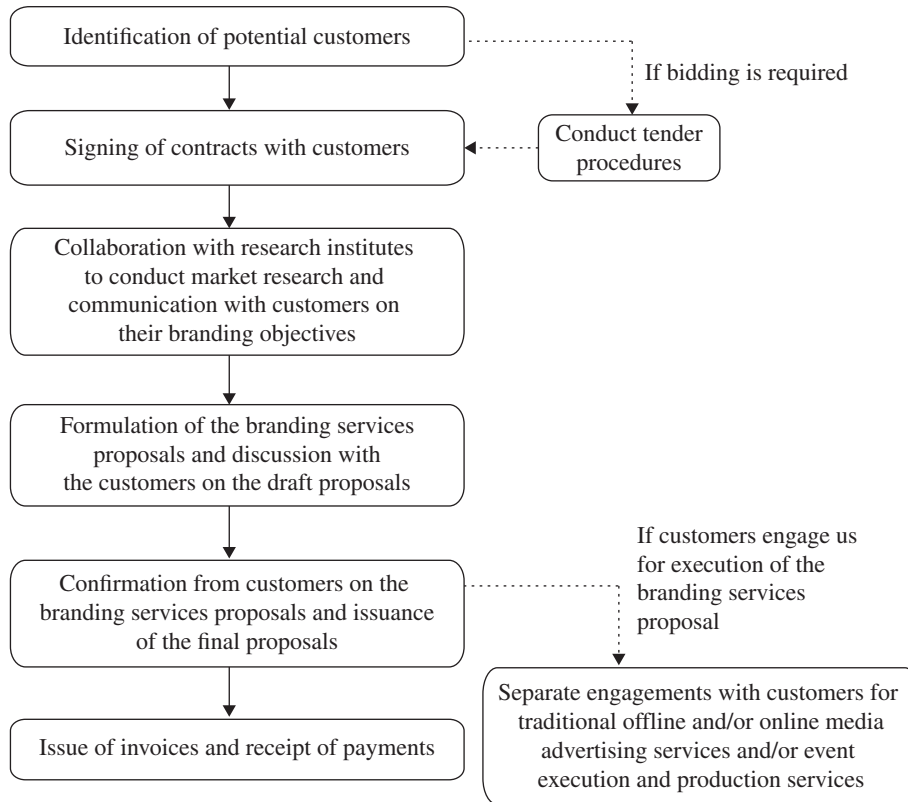 Identification of potential customers
If bidding is required
Signing of contracts with customers
Conduct tender
procedures
Collaboration with research institutes
to conduct market research and
communication with customers on
their branding objectives
Formulation of the branding services
proposals and discussion with
the customers on the draft proposals
If customers engage us
for execution of the
branding services
proposal
Confirmation from customers on the
branding services proposals and issuance
of the final proposals
Separate engagements with customers for
traditional offline and/or online media
advertising services and/or event
execution and production services
Issue of invoices and receipt of payments